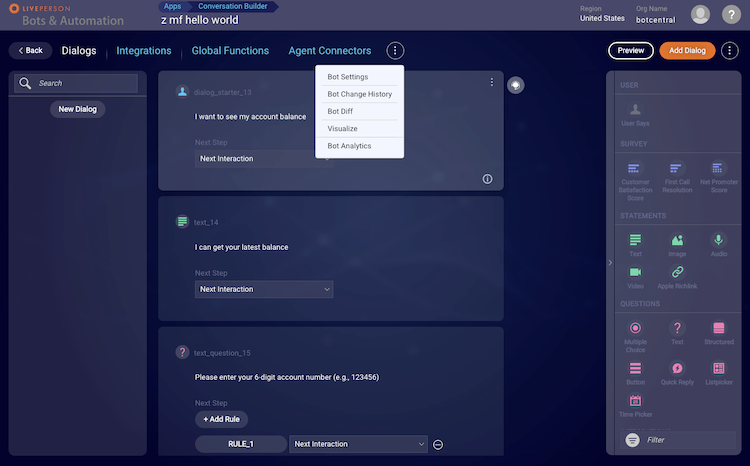 LIVEPERSON
Bots & Automation
Apps
Conversation Builder
z mf hello world
Region
United States
Org Name
botcentral
?
< Back
Dialogs
Integrations
Global Functions
Agent Connectors
Preview
Add Dialog
Search
New Dialog
Bot Settings
Bot Change History
Bot Diff
Visualize
Bot Analytics
dialog_starter_13
I want to see my account balance
Next Step
Next Interaction
text_14
I can get your latest balance
Next Step
Next Interaction
text_question_15
Please enter your 6-digit account number (e.g., 123456)
Next Step
+ Add Rule
RULE_1
Next Interaction
USER
User Says
SURVEY
Customer
Satisfaction
Score
First Call
Resolution
Net Promoter
Score
STATEMENTS
Text
Image
Audio
Video
Apple Richlink
QUESTIONS
Multiple
Choice
Text
Structured
Button
Quick Reply
Listpicker
Time Picker
Filter